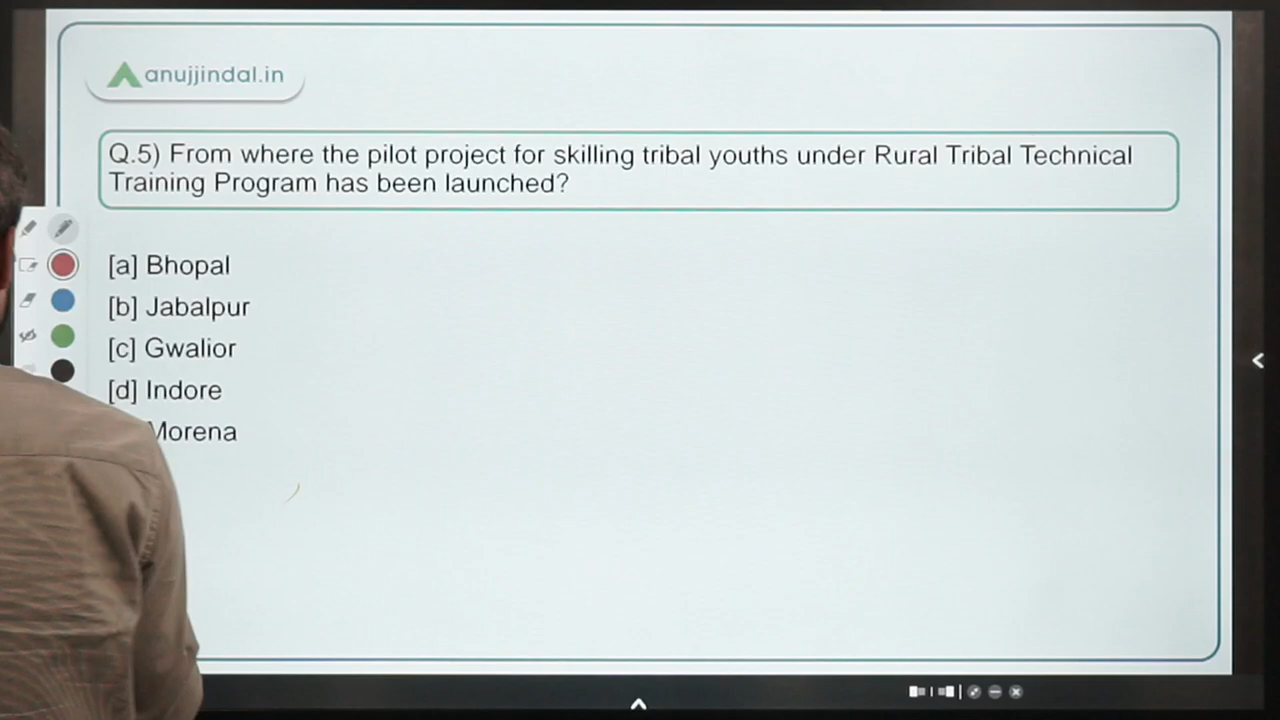 anujjindal.in
Q.5) From where the pilot project for skilling tribal youths under Rural Tribal Technical
Training Program has been launched?
[a] Bhopal
[b] Jabalpur
[c] Gwalior
[d] Indore
Morena